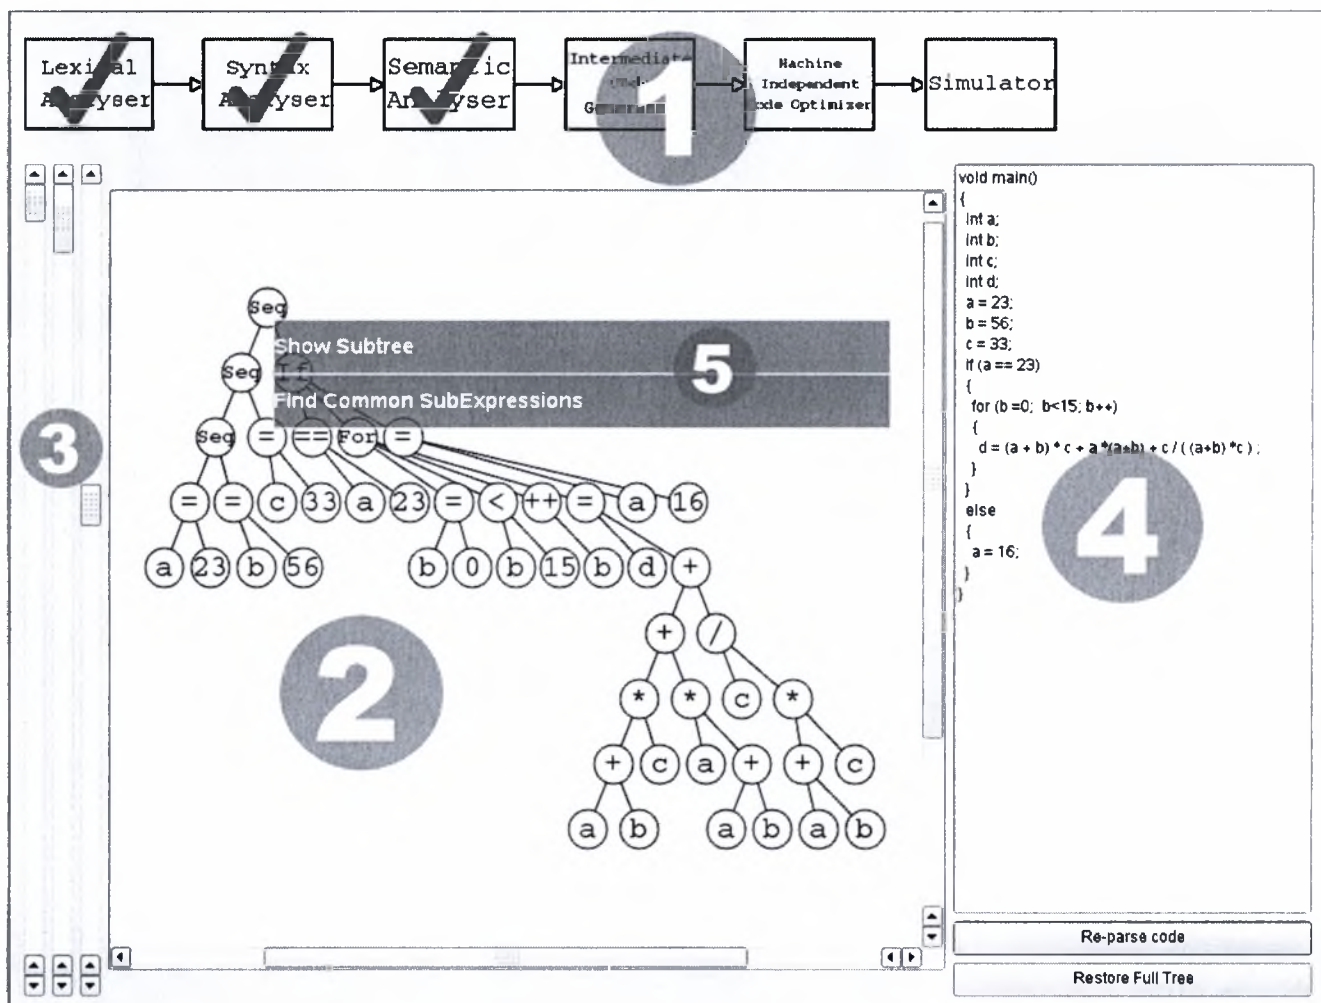 Lexical
Analyser
Syntax
Analyser
Semantic
Analyser
Intermediate
Machine
Independent
Code Optimizer
Simulator
1
void main()
{
int a;
int b;
int c;
int d;
a = 23;
b = 56;
c = 33;
if (a == 23)
{
for (b =0; b<15; b++)
{
d = (a + b) * c + a *(a+b) + c / ( (a+b) *c ) ;
}
}
else
{
a = 16;
}
}
4
Re-parse code
Restore Full Tree
3
Seq
Show Subtree
5
Seq If
Find Common SubExpressions
Seq = == For =
= = c 33 a 23 = < ++ = a 16
a 23 b 56 b 0 b 15 b d +
+ /
2
* * c *
+ c a + + c
a b a b a b